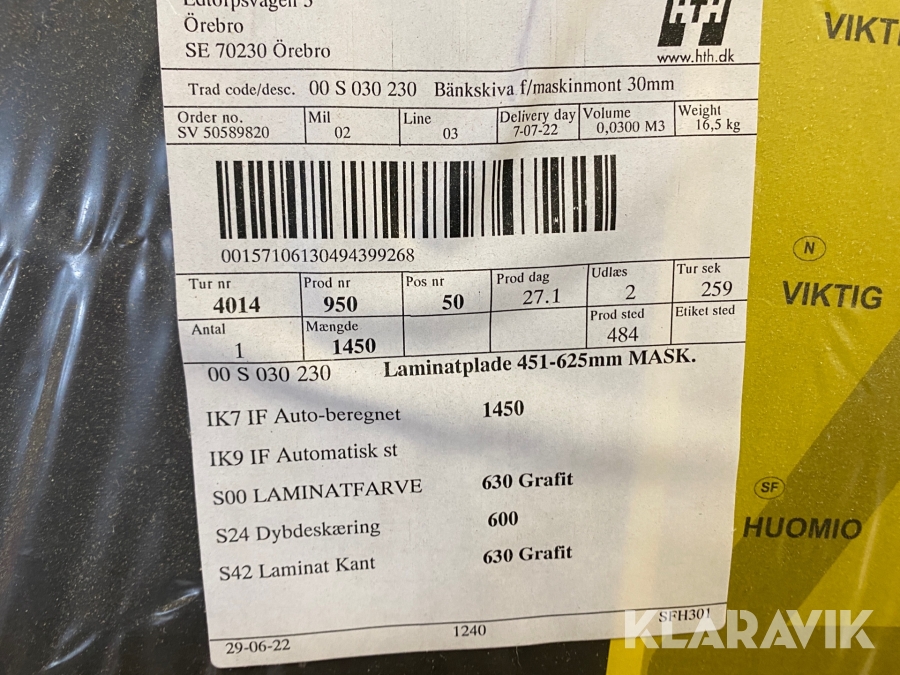 Edtorpsvägen 3
Örebro
SE 70230 Örebro
HTH
www.hth.dk
Trad code/desc. 00 S 030 230 Bänkskiva f/maskinmont 30mm
Order no. Mil Line Delivery day Volume Weight
SV 50589820 02 03 7-07-22 0,0300 M3 16,5 kg
00157106130494399268
Tur nr Prod nr Pos nr Prod dag Udlæs Tur sek
4014 950 50 27.1 2 259
Antal Mængde Prod sted Etiket sted
1 1450 484
00 S 030 230 Laminatplade 451-625mm MASK.
IK7 IF Auto-beregnet 1450
IK9 IF Automatisk st
S00 LAMINATFARVE 630 Grafit
S24 Dybdeskæring 600
S42 Laminat Kant 630 Grafit
29-06-22 1240 SFH301
VIKTI
N
VIKTIG
SF
HUOMIO
KLARAVIK